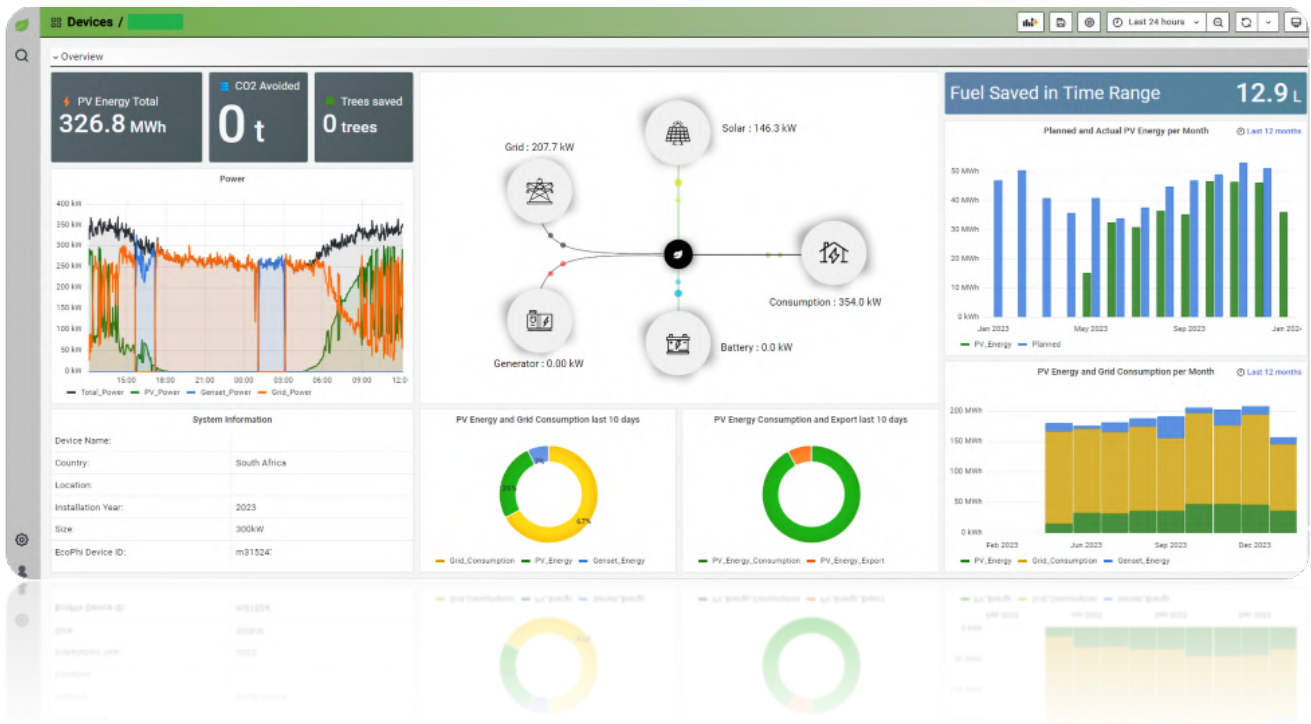 Devices /
Last 24 hours
Overview
PV Energy Total
326.8 MWh
CO2 Avoided
0 t
Trees saved
0 trees
Power
400 kW
350 kW
300 kW
250 kW
200 kW
150 kW
100 kW
50 kW
0 kW
15:00 18:00 21:00 00:00 03:00 06:00 09:00 12:0
Total_Power PV_Power Genset_Power Grid_Power
Solar : 146.3 kW
Grid : 207.7 kW
Consumption : 354.0 kW
Generator : 0.00 kW
Battery : 0.0 kW
Fuel Saved in Time Range 12.9 L
Planned and Actual PV Energy per Month
Last 12 months
50 MWh
40 MWh
30 MWh
20 MWh
10 MWh
0 kWh
Jan 2023 May 2023 Sep 2023 Jan 202
PV_Energy Planned
System Information
Device Name:
Country: South Africa
Location:
Installation Year: 2023
Size: 300kW
EcoPhi Device ID: m31524
PV Energy and Grid Consumption last 10 days
7%
25%
67%
Grid_Consumption PV_Energy Genset_Energy
PV Energy Consumption and Export last 10 days
PV_Energy_Consumption PV_Energy_Export
PV Energy and Grid Consumption per Month
Last 12 months
200 MWh
150 MWh
100 MWh
50 MWh
0 kWh
Feb 2023 Jun 2023 Sep 2023 Dec 2023
PV_Energy Grid_Consumption Genset_Energy